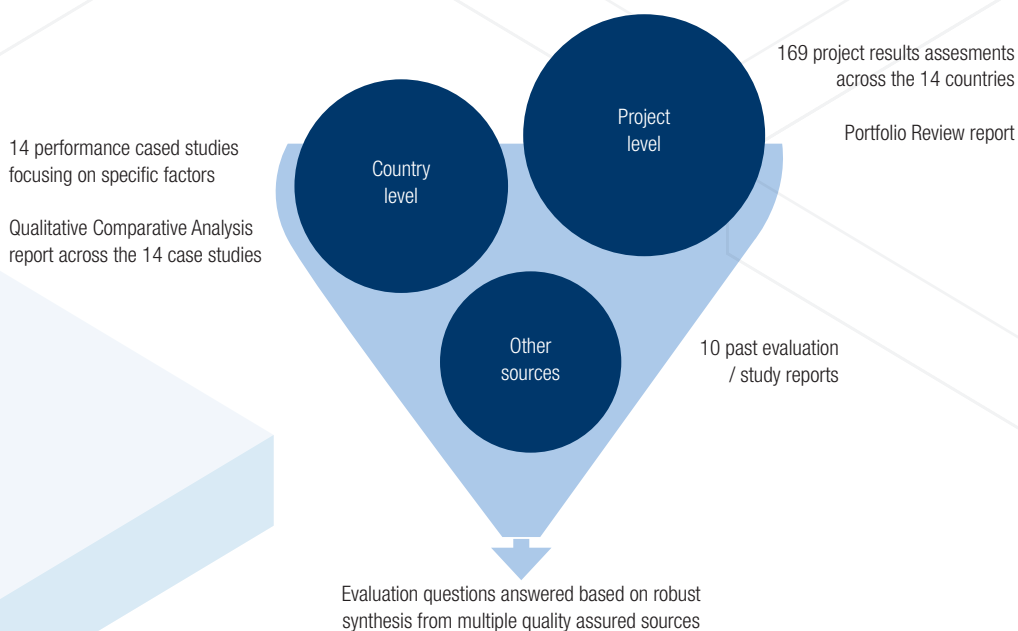 14 performance cased studies
focusing on specific factors
Qualitative Comparative Analysis
report across the 14 case studies
Country
level
Project
level
169 project results assesments
across the 14 countries
Portfolio Review report
Other
sources
10 past evaluation
/ study reports
Evaluation questions answered based on robust
synthesis from multiple quality assured sources